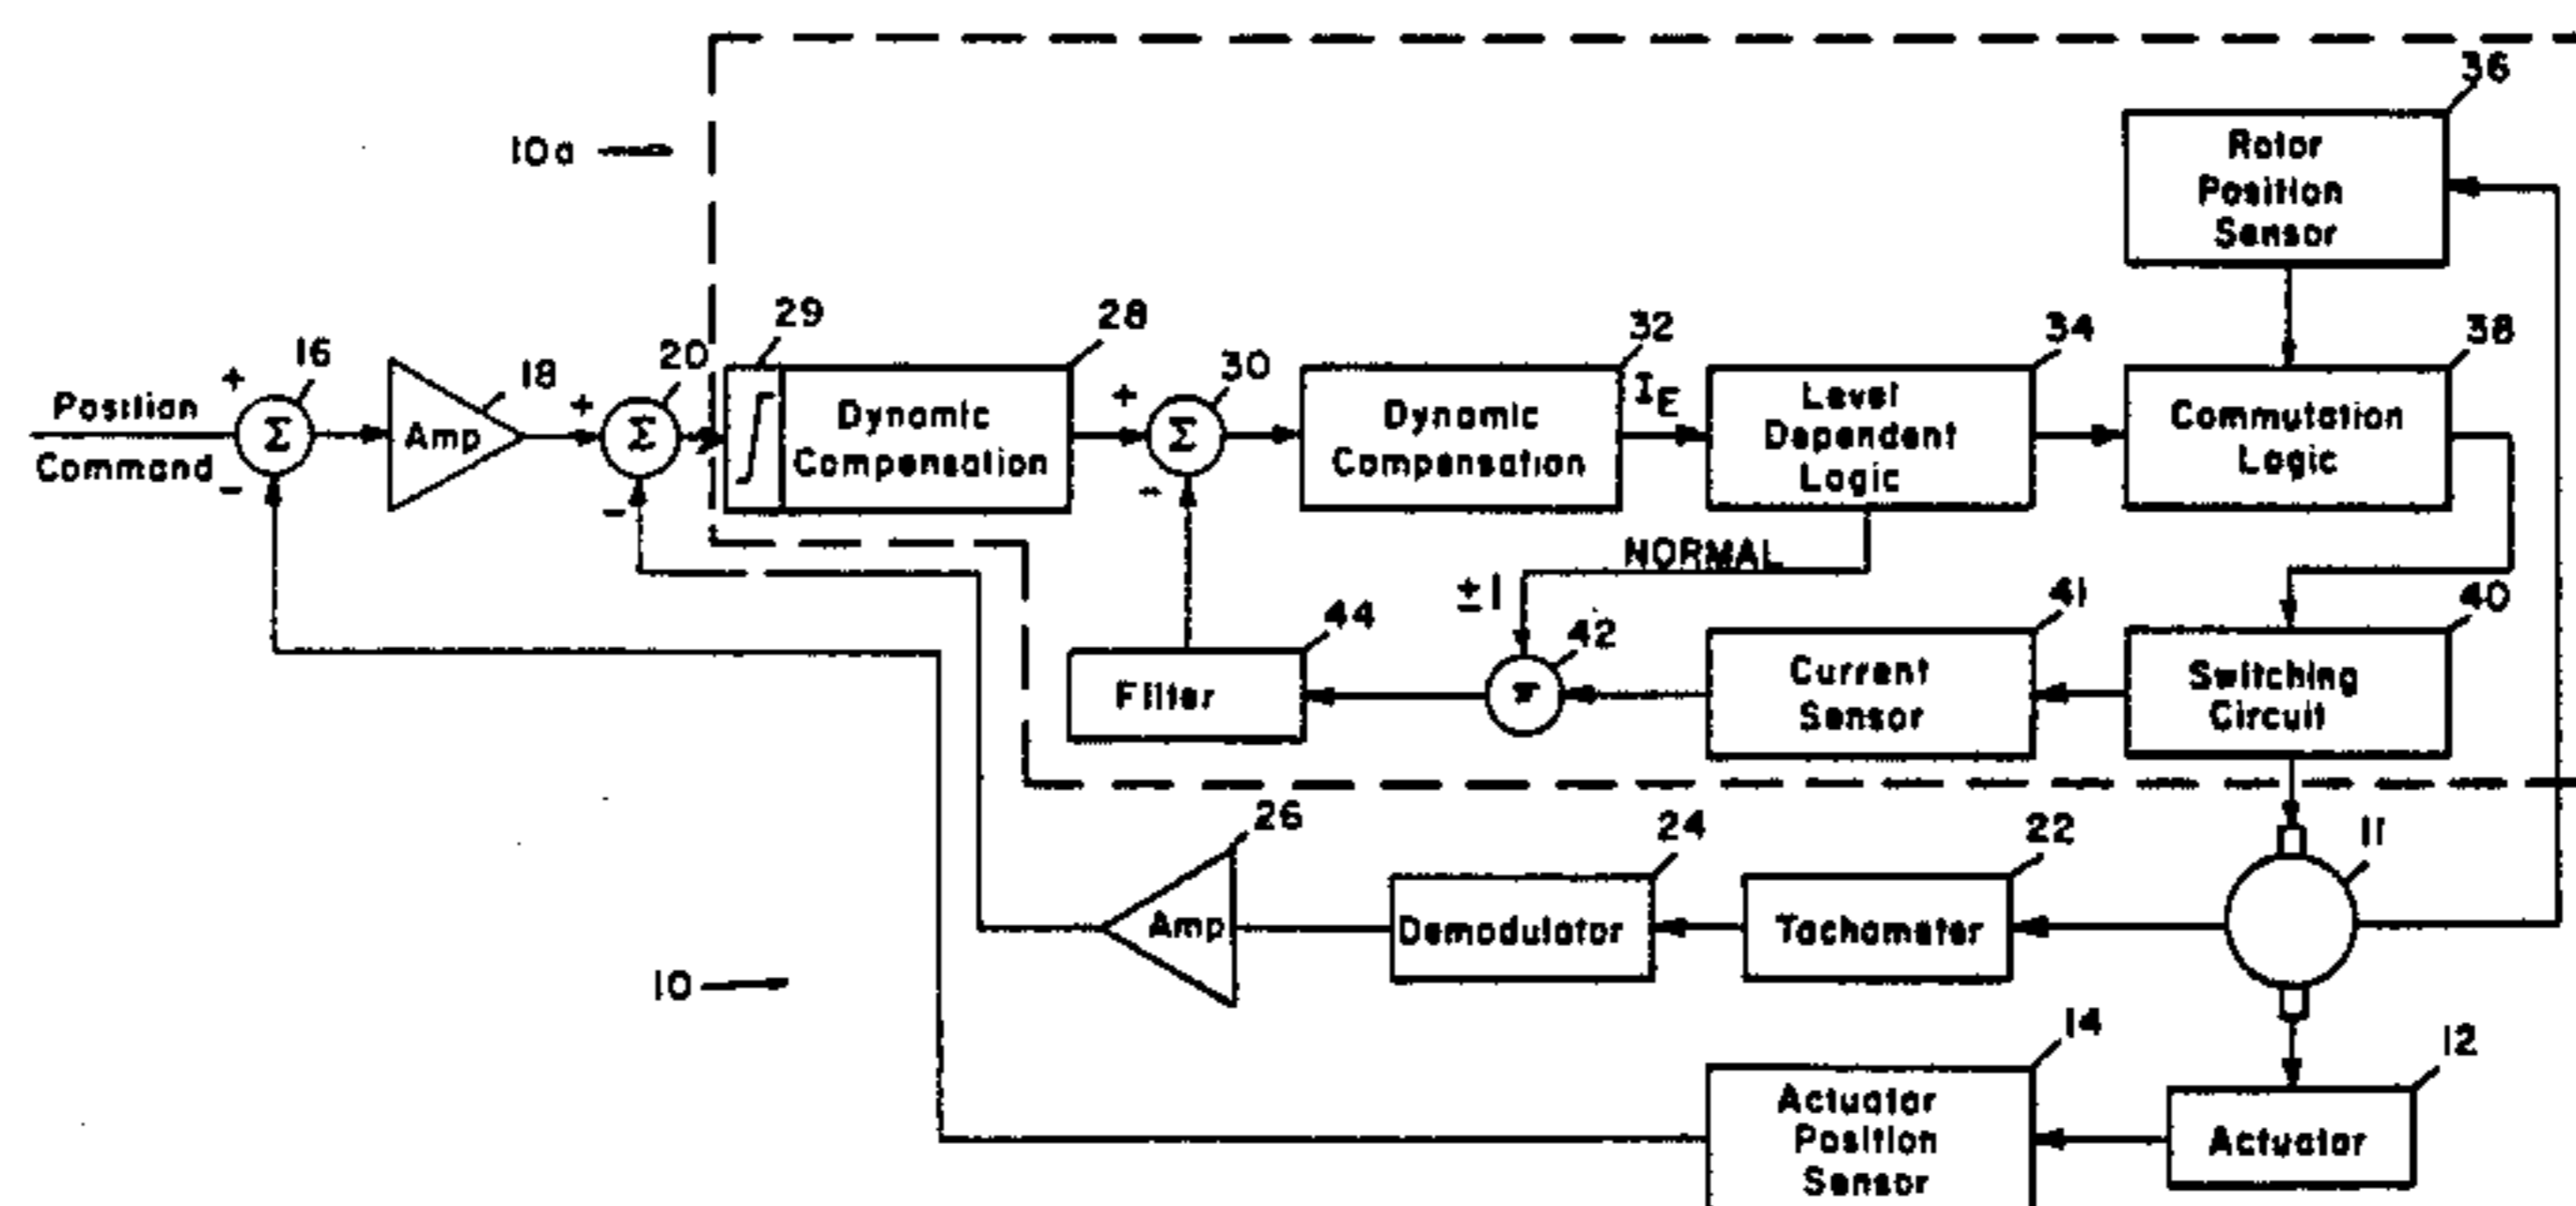 36
10a
Rotor
Position
Sensor
29
28
32
34
38
16
18
20
30
+
+
+
Position
Command
-
Σ
Amp
Σ
-
Dynamic
Compensation
Σ
-
Dynamic
Compensation
I_E
Level
Dependent
Logic
Commutation
Logic
NORMAL
±1
44
42
41
40
Filter
π
Current
Sensor
Switching
Circuit
26
24
22
11
Amp
Demodulator
Tachometer
10
14
12
Actuator
Position
Sensor
Actuator